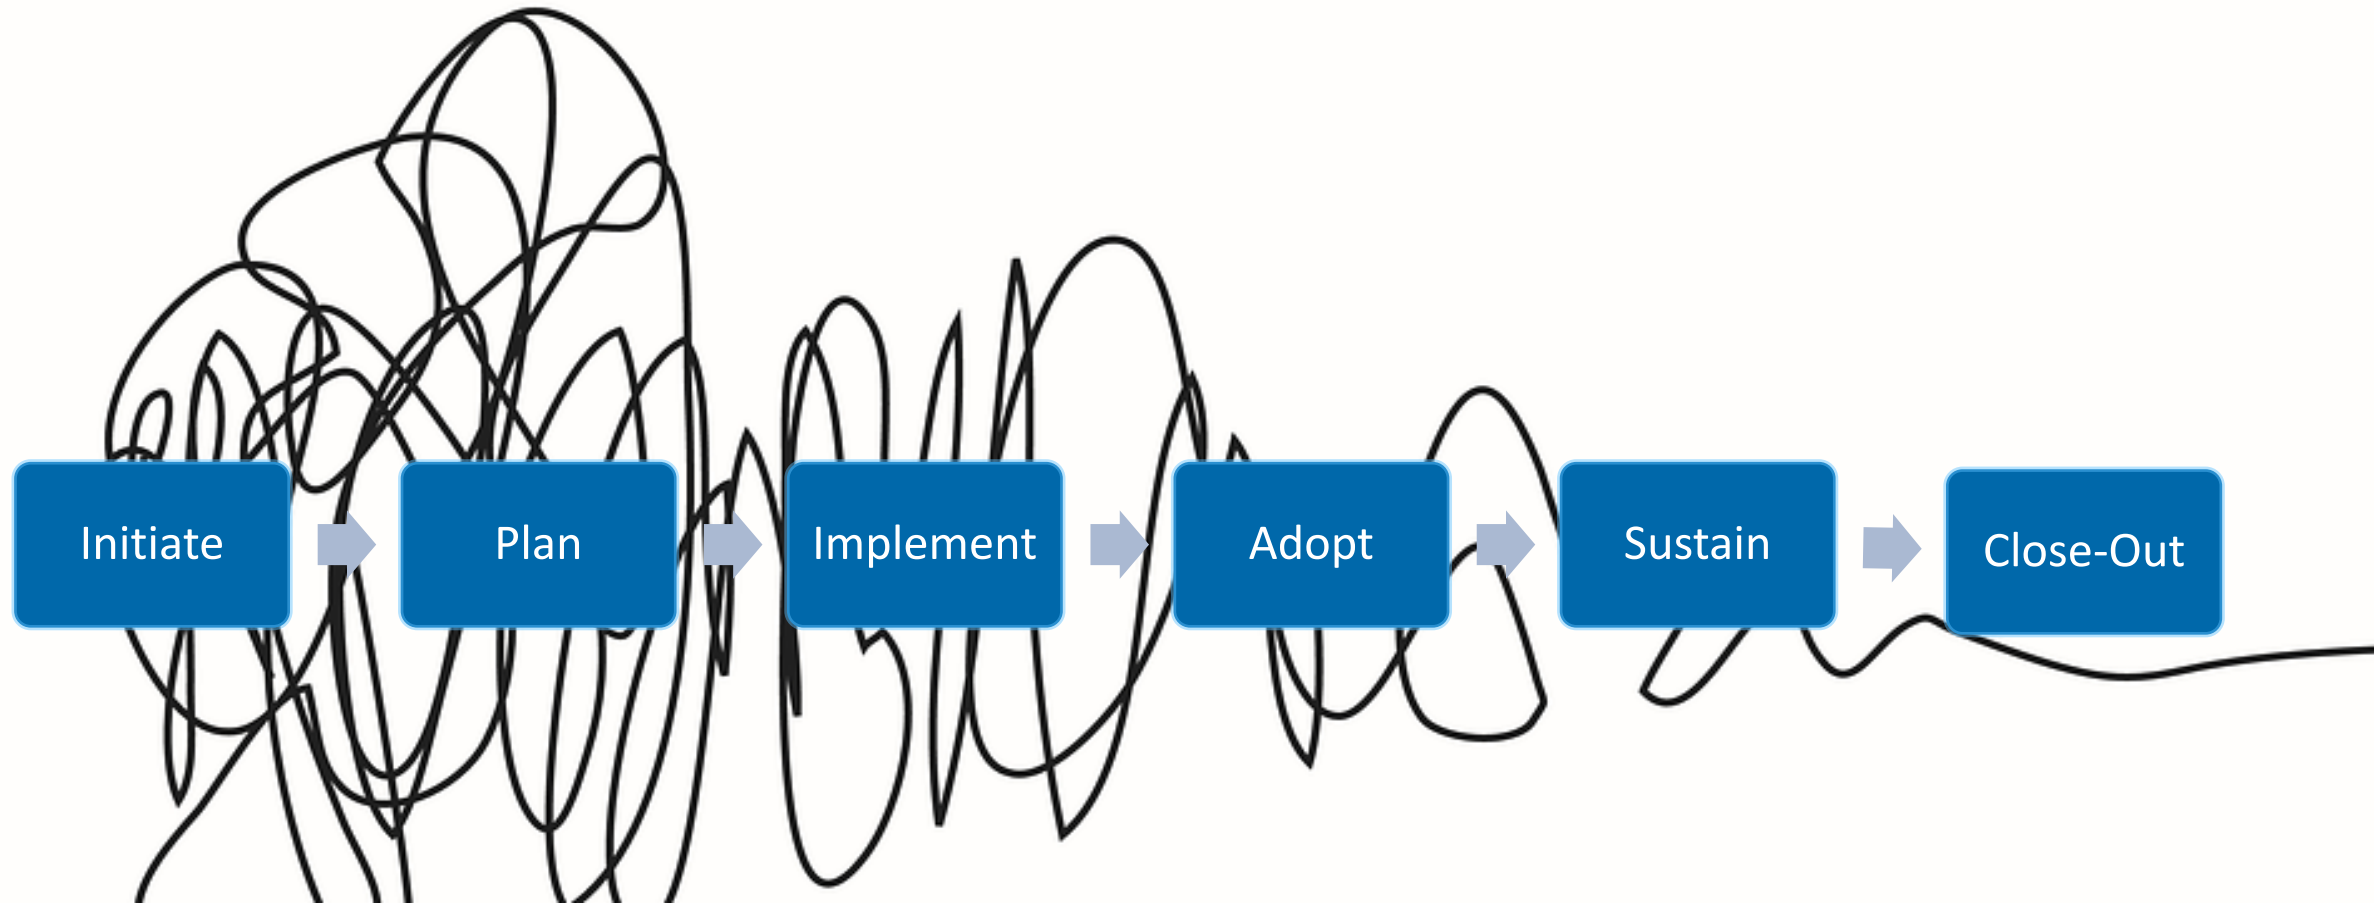 Initiate
Plan
Implement
Adopt
Sustain
Close-Out